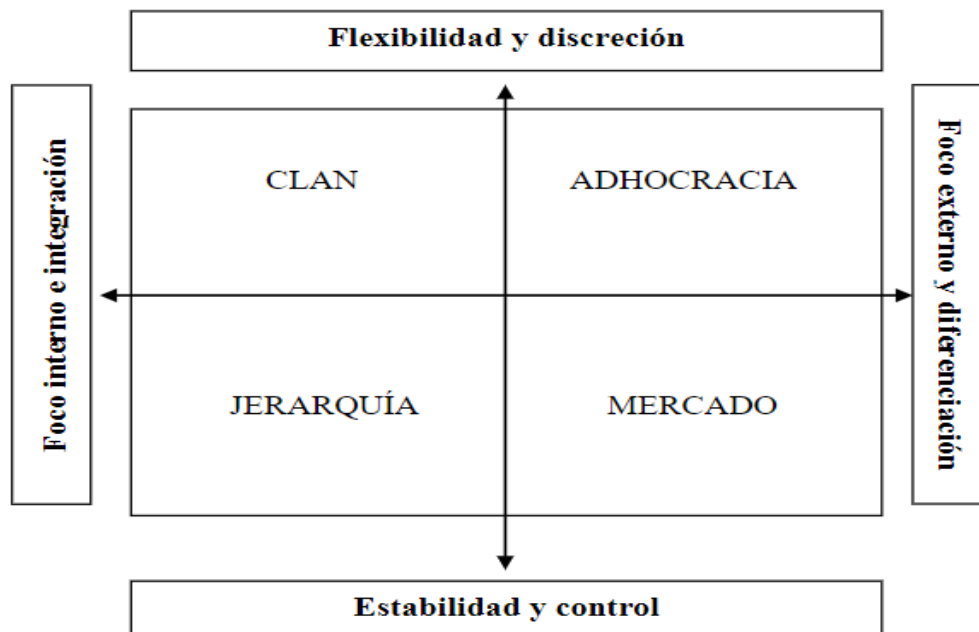 Flexibilidad y discreción
Foco interno e integración
CLAN
ADHOCRACIA
JERARQUÍA
MERCADO
Foco externo y diferenciación
Estabilidad y control